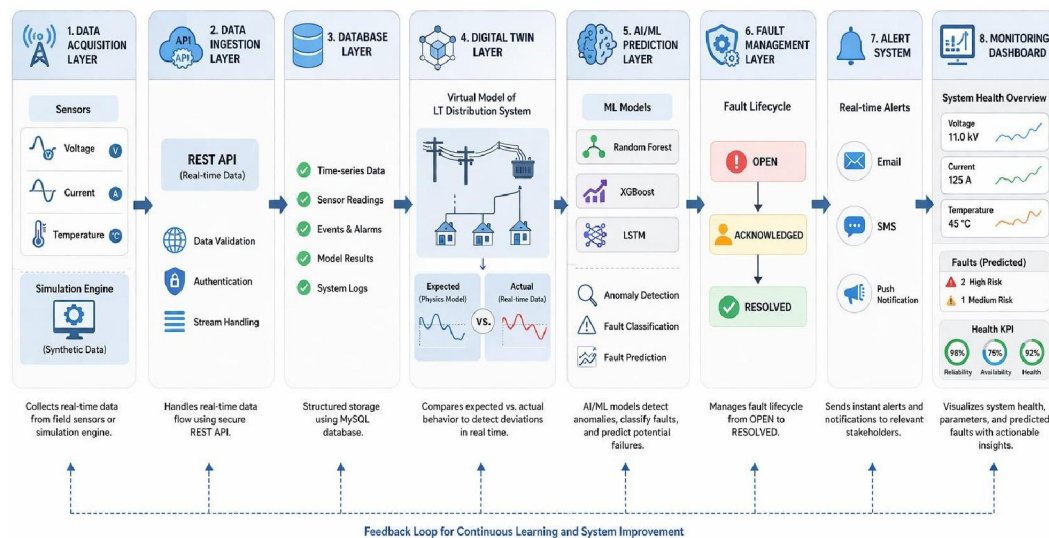 1. DATA
ACQUISITION
LAYER
Sensors
Voltage
V
Current
A
Temperature
°C
Simulation Engine
(Synthetic Data)
Collects real-time data
from field sensors or
simulation engine.
2. DATA
INGESTION
LAYER
API
API
REST API
(Real-time Data)
Data Validation
Authentication
Stream Handling
Handles real-time data
flow using secure
REST API.
3. DATABASE
LAYER
Time-series Data
Sensor Readings
Events & Alarms
Model Results
System Logs
Structured storage
using MySQL
database.
4. DIGITAL TWIN
LAYER
Virtual Model of
LT Distribution System
Expected
(Physics Model)
VS.
Actual
(Real-time Data)
Compares expected vs. actual
behavior to detect deviations
in real time.
5. AI/ML
PREDICTION
LAYER
ML Models
Random Forest
XGBoost
LSTM
Anomaly Detection
Fault Classification
Fault Prediction
AI/ML models detect
anomalies, classify faults,
and predict potential
failures.
6. FAULT
MANAGEMENT
LAYER
Fault Lifecycle
OPEN
ACKNOWLEDGED
RESOLVED
Manages fault lifecycle
from OPEN to
RESOLVED.
7. ALERT
SYSTEM
Real-time Alerts
Email
SMS
Push
Notification
Sends instant alerts and
notifications to relevant
stakeholders.
8. MONITORING
DASHBOARD
System Health Overview
Voltage
11.0 kV
Current
125 A
Temperature
45 °C
Faults (Predicted)
2 High Risk
1 Medium Risk
Health KPI
98%
75%
92%
Reliability
Availability
Health
Visualizes system health,
parameters, and predicted
faults with actionable
insights.
Feedback Loop for Continuous Learning and System Improvement